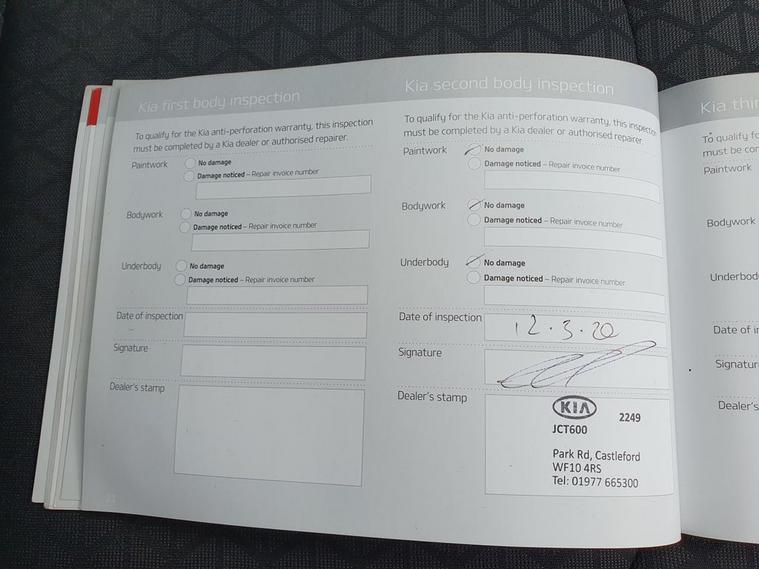 Kia first body inspection
To qualify for the Kia anti-perforation warranty, this inspection
must be completed by a Kia dealer or authorised repairer.
Paintwork
No damage
Damage noticed – Repair invoice number
Bodywork
No damage
Damage noticed – Repair invoice number
Underbody
No damage
Damage noticed – Repair invoice number
Date of inspection
Signature
Dealer's stamp
21
Kia second body inspection
To qualify for the Kia anti-perforation warranty, this inspection
must be completed by a Kia dealer or authorised repairer.
Paintwork
No damage
Damage noticed – Repair invoice number
Bodywork
No damage
Damage noticed – Repair invoice number
Underbody
No damage
Damage noticed – Repair invoice number
Date of inspection
12.3.20
Signature
Dealer's stamp
KIA
2249
JCT600
Park Rd, Castleford
WF10 4RS
Tel: 01977 665300
Kia thir
To qualify fo
must be cor
Paintwork
Bodywork
Underbod
Date of in
Signatur
Dealer's